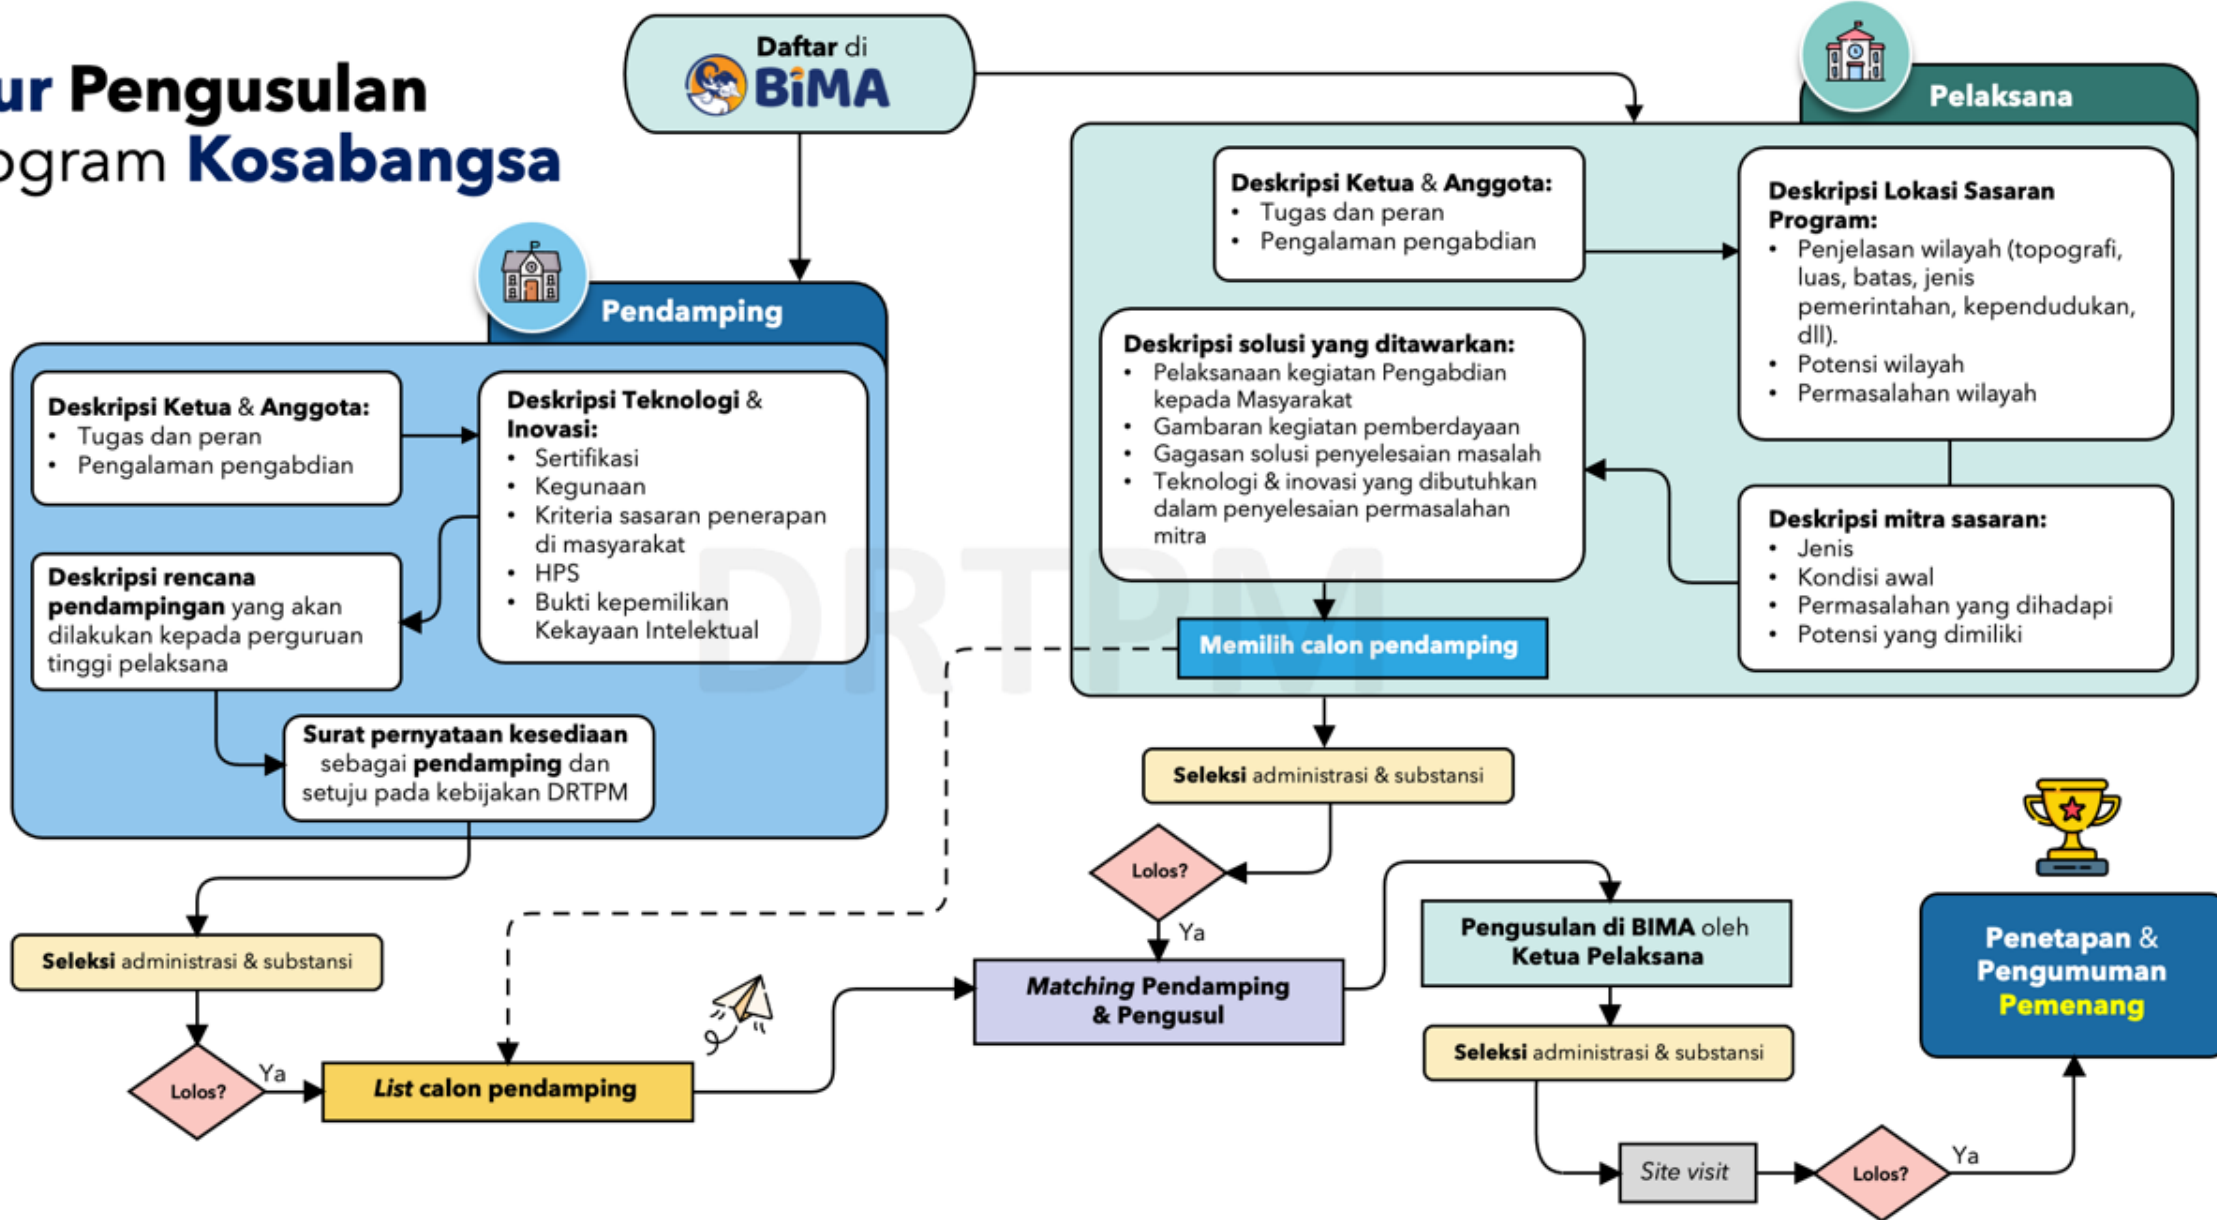 ur Pengusulan
ogram Kosabangsa
Daftar di
BiMA
Pendamping
Deskripsi Ketua & Anggota:
• Tugas dan peran
• Pengalaman pengabdian
Deskripsi Teknologi &
Inovasi:
• Sertifikasi
• Kegunaan
• Kriteria sasaran penerapan
di masyarakat
• HPS
• Bukti kepemilikan
Kekayaan Intelektual
Deskripsi rencana
pendampingan yang akan
dilakukan kepada perguruan
tinggi pelaksana
Surat pernyataan kesediaan
sebagai pendamping dan
setuju pada kebijakan DRTPM
Seleksi administrasi & substansi
Lolos?
Ya
List calon pendamping
Pelaksana
Deskripsi Ketua & Anggota:
• Tugas dan peran
• Pengalaman pengabdian
Deskripsi Lokasi Sasaran
Program:
• Penjelasan wilayah (topografi,
luas, batas, jenis
pemerintahan, kependudukan,
dll).
• Potensi wilayah
• Permasalahan wilayah
Deskripsi mitra sasaran:
• Jenis
• Kondisi awal
• Permasalahan yang dihadapi
• Potensi yang dimiliki
Deskripsi solusi yang ditawarkan:
• Pelaksanaan kegiatan Pengabdian
kepada Masyarakat
• Gambaran kegiatan pemberdayaan
• Gagasan solusi penyelesaian masalah
• Teknologi & inovasi yang dibutuhkan
dalam penyelesaian permasalahan
mitra
Memilih calon pendamping
DRTPM
Seleksi administrasi & substansi
Lolos?
Ya
Matching Pendamping
& Pengusul
Pengusulan di BIMA oleh
Ketua Pelaksana
Seleksi administrasi & substansi
Site visit
Lolos?
Ya
Penetapan &
Pengumuman
Pemenang